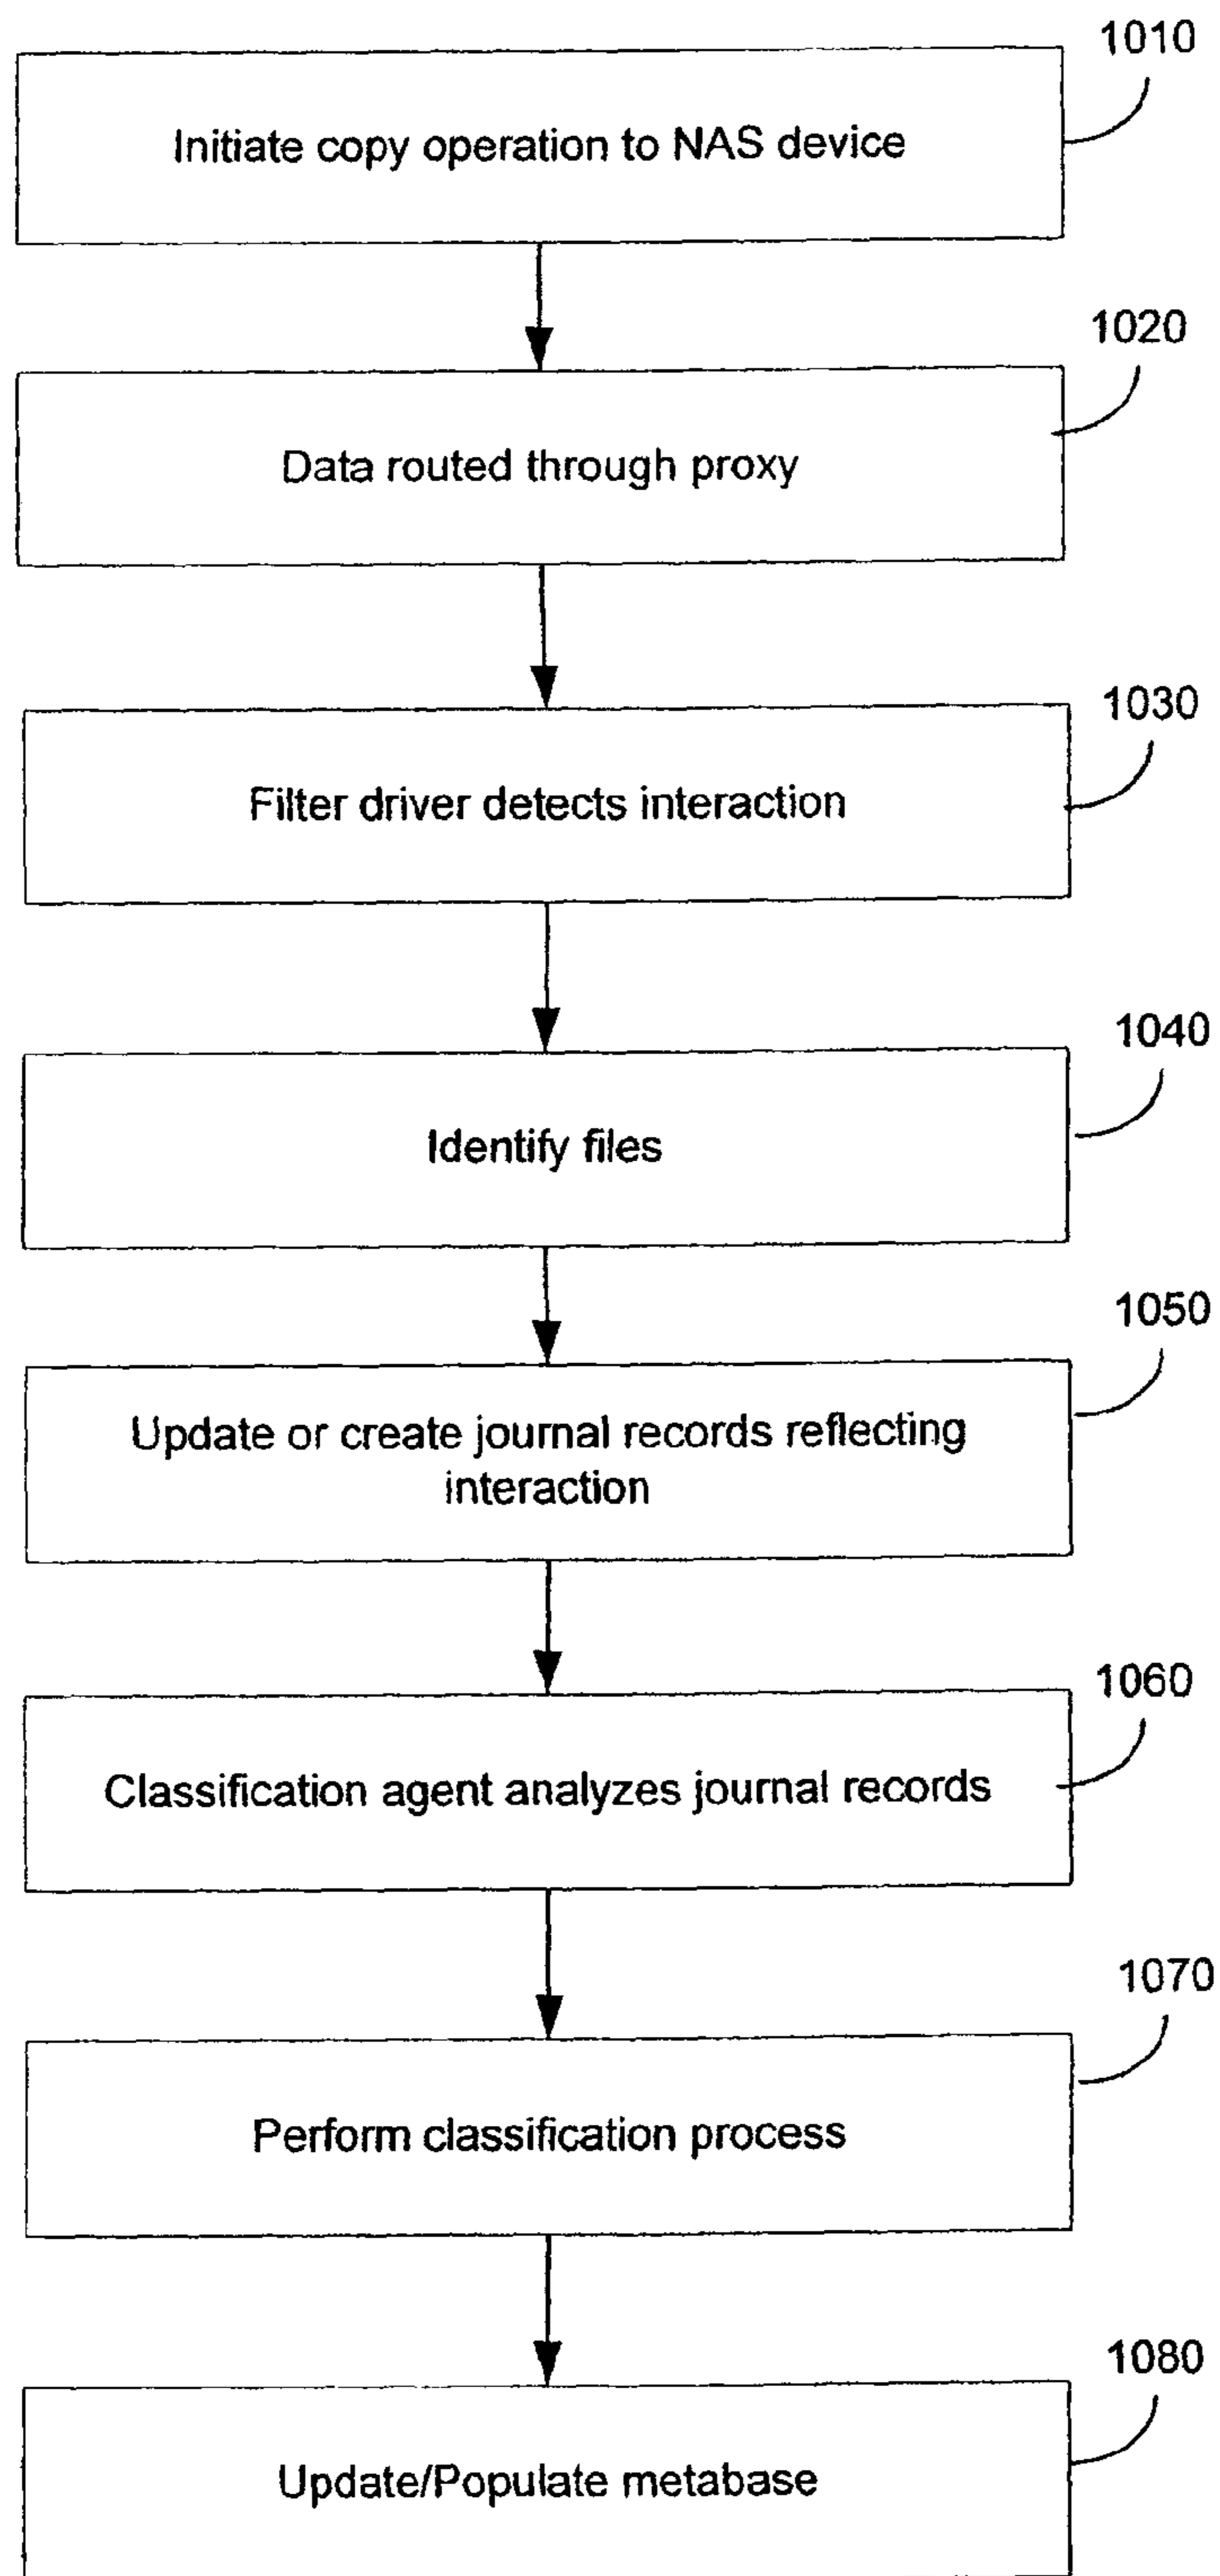 1010
Initiate copy operation to NAS device
1020
Data routed through proxy
1030
Filter driver detects interaction
1040
Identify files
1050
Update or create journal records reflecting
interaction
1060
Classification agent analyzes journal records
1070
Perform classification process
1080
Update/Populate metabase